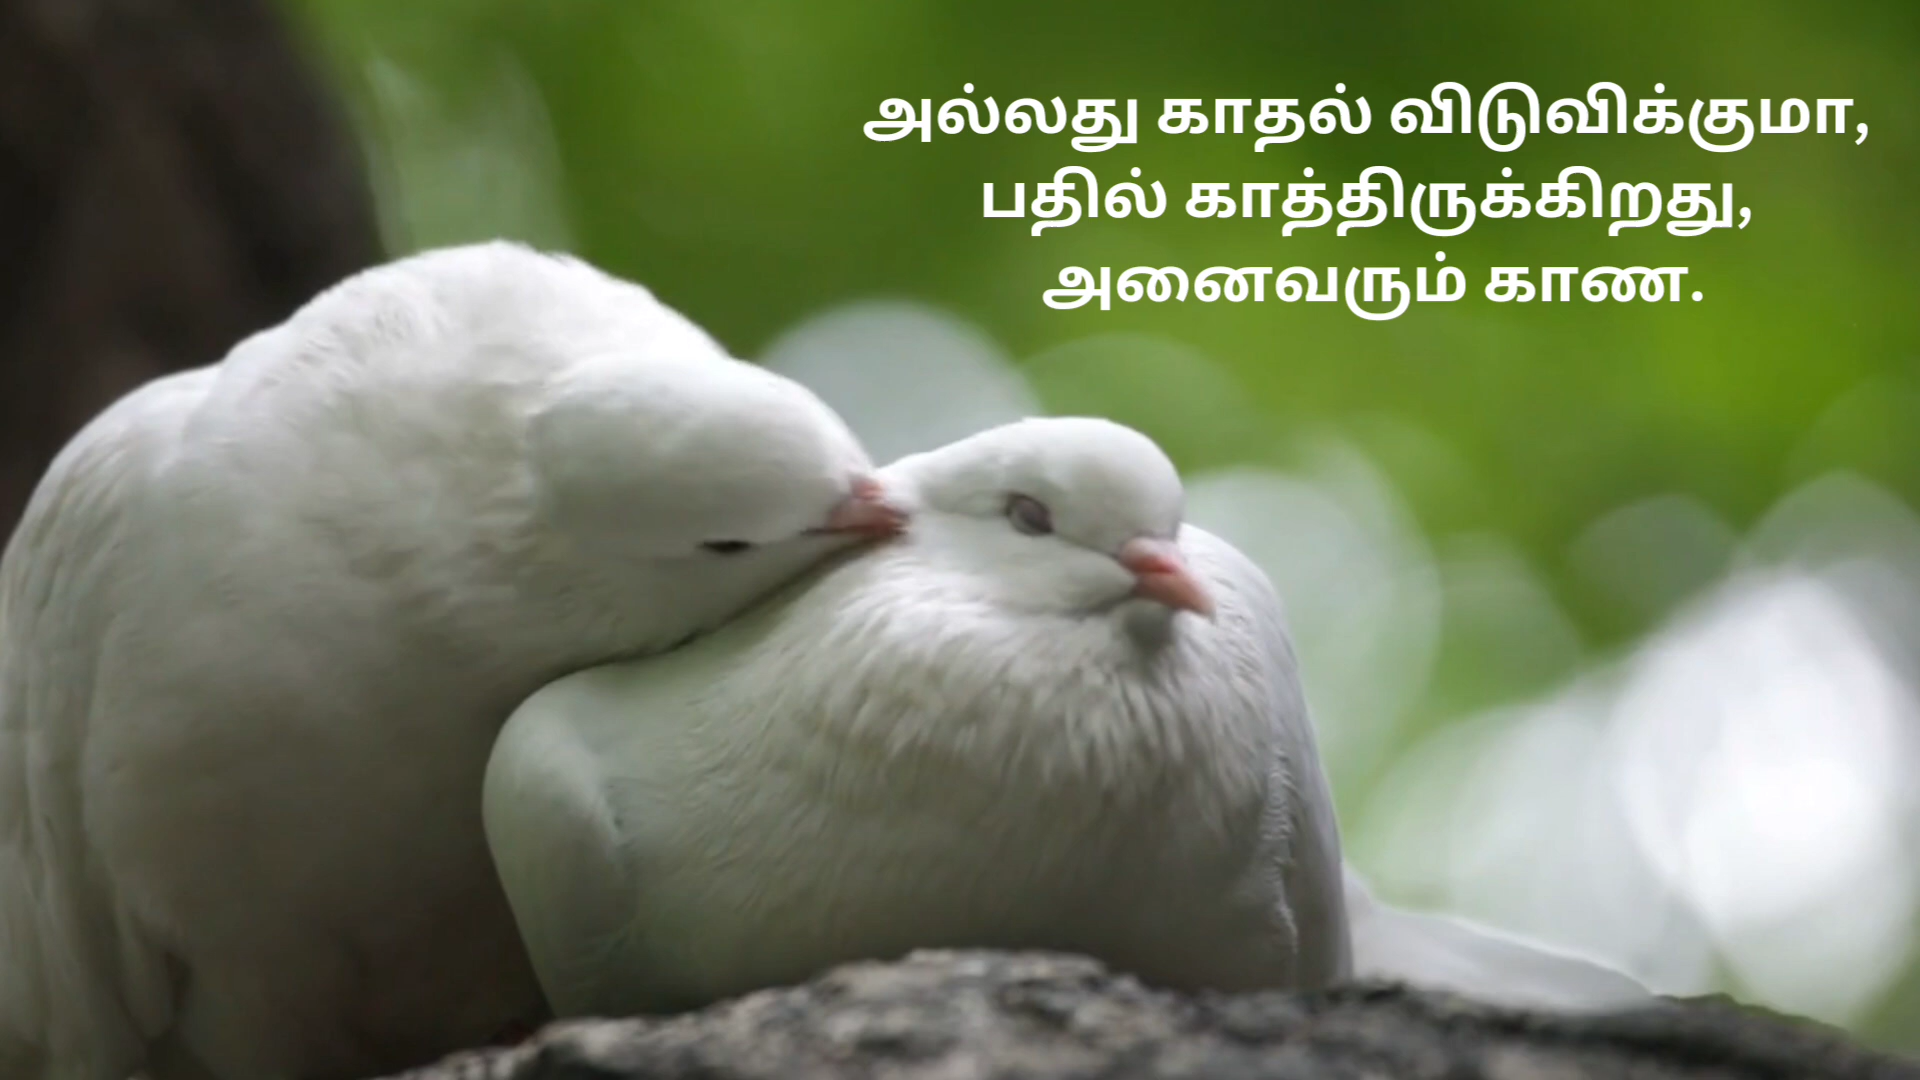 அல்லது காதல் விடுவிக்குமா,
பதில் காத்திருக்கிறது,
அனைவரும் காண.